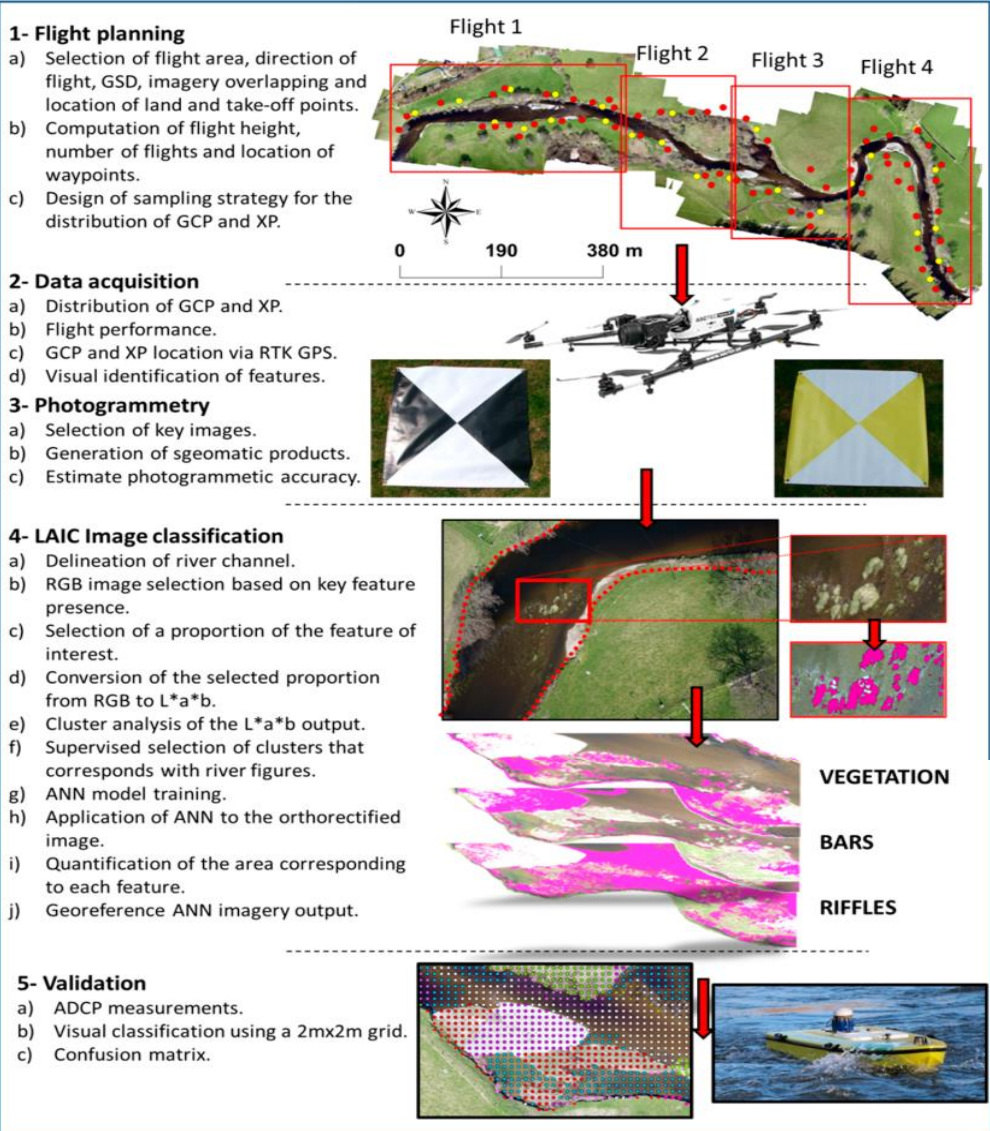 1- Flight planning
a) Selection of flight area, direction of
flight, GSD, imagery overlapping and
location of land and take-off points.
b) Computation of flight height,
number of flights and location of
waypoints.
c) Design of sampling strategy for the
distribution of GCP and XP.
Flight 1
Flight 2
Flight 3
Flight 4
N
W
E
S
0 190 380 m
2- Data acquisition
a) Distribution of GCP and XP.
b) Flight performance.
c) GCP and XP location via RTK GPS.
d) Visual identification of features.
3- Photogrammetry
a) Selection of key images.
b) Generation of sgeomatic products.
c) Estimate photogrammetic accuracy.
4- LAIC Image classification
a) Delineation of river channel.
b) RGB image selection based on key feature
presence.
c) Selection of a proportion of the feature of
interest.
d) Conversion of the selected proportion
from RGB to L*a*b.
e) Cluster analysis of the L*a*b output.
f) Supervised selection of clusters that
corresponds with river figures.
g) ANN model training.
h) Application of ANN to the orthorectified
image.
i) Quantification of the area corresponding
to each feature.
j) Georeference ANN imagery output.
VEGETATION
BARS
RIFFLES
5- Validation
a) ADCP measurements.
b) Visual classification using a 2mx2m grid.
c) Confusion matrix.